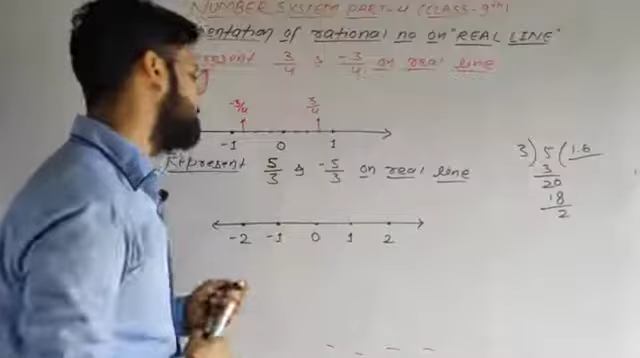 NUMBER SYSTEM PART-4 (CLASS-9th)
of rational no on "REAL LINE"
3/4 & -3/4 on real line
-3/4 3/4
-1 0 1
Represent 5/3 & -5/3 on real line
-2 -1 0 1 2
3) 5 ( 1.6
3
20
18
2